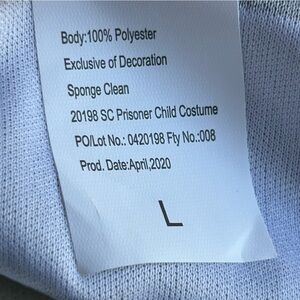 Body:100% Polyester
Exclusive of Decoration
Sponge Clean
20198 SC Prisoner Child Costume
PO/Lot No.: 0420198 Fty No.:008
Prod. Date:April,2020
L